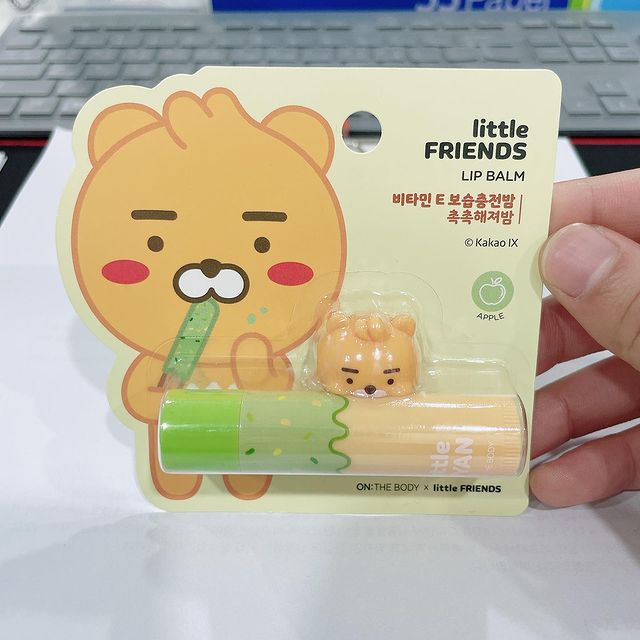 little
FRIENDS
LIP BALM
비타민 E 보습충전밤
촉촉해져밤
© Kakao IX
APPLE
ON: THE BODY × little FRIENDS